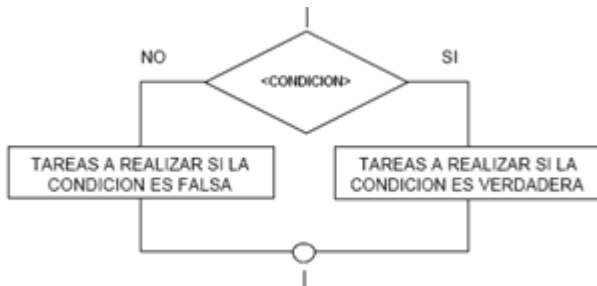 NO
SI
<CONDICION>
TAREAS A REALIZAR SI LA
CONDICION ES FALSA
TAREAS A REALIZAR SI LA
CONDICION ES VERDADERA